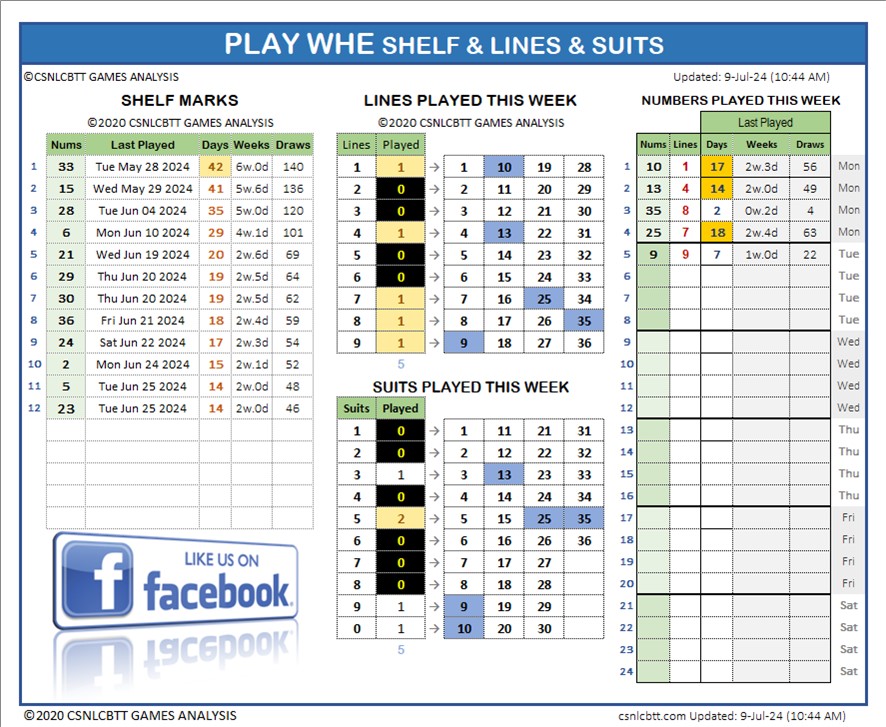 PLAY WHE SHELF & LINES & SUITS
©CSNLCBTT GAMES ANALYSIS
Updated: 9-Jul-24 (10:44 AM)
SHELF MARKS
©2020 CSNLCBTT GAMES ANALYSIS
Nums Last Played Days Weeks Draws
1 33 Tue May 28 2024 42 6w.0d 140
2 15 Wed May 29 2024 41 5w.6d 136
3 28 Tue Jun 04 2024 35 5w.0d 120
4 6 Mon Jun 10 2024 29 4w.1d 101
5 21 Wed Jun 19 2024 20 2w.6d 69
6 29 Thu Jun 20 2024 19 2w.5d 64
7 30 Thu Jun 20 2024 19 2w.5d 62
8 36 Fri Jun 21 2024 18 2w.4d 59
9 24 Sat Jun 22 2024 17 2w.3d 54
10 2 Mon Jun 24 2024 15 2w.1d 52
11 5 Tue Jun 25 2024 14 2w.0d 48
12 23 Tue Jun 25 2024 14 2w.0d 46
LIKE US ON
facebook
LINES PLAYED THIS WEEK
©2020 CSNLCBTT GAMES ANALYSIS
Lines Played
1 1 → 1 10 19 28
2 0 → 2 11 20 29
3 0 → 3 12 21 30
4 1 → 4 13 22 31
5 0 → 5 14 23 32
6 0 → 6 15 24 33
7 1 → 7 16 25 34
8 1 → 8 17 26 35
9 1 → 9 18 27 36
5
SUITS PLAYED THIS WEEK
Suits Played
1 0 → 1 11 21 31
2 0 → 2 12 22 32
3 1 → 3 13 23 33
4 0 → 4 14 24 34
5 2 → 5 15 25 35
6 0 → 6 16 26 36
7 0 → 7 17 27
8 0 → 8 18 28
9 1 → 9 19 29
0 1 → 10 20 30
5
NUMBERS PLAYED THIS WEEK
Last Played
Nums Lines Days Weeks Draws
1 10 1 17 2w.3d 56 Mon
2 13 4 14 2w.0d 49 Mon
3 35 8 2 0w.2d 4 Mon
4 25 7 18 2w.4d 63 Mon
5 9 9 7 1w.0d 22 Tue
6 Tue
7 Tue
8 Tue
9 Wed
10 Wed
11 Wed
12 Wed
13 Thu
14 Thu
15 Thu
16 Thu
17 Fri
18 Fri
19 Fri
20 Fri
21 Sat
22 Sat
23 Sat
24 Sat
©2020 CSNLCBTT GAMES ANALYSIS
csnlcbtt.com Updated: 9-Jul-24 (10:44 AM)